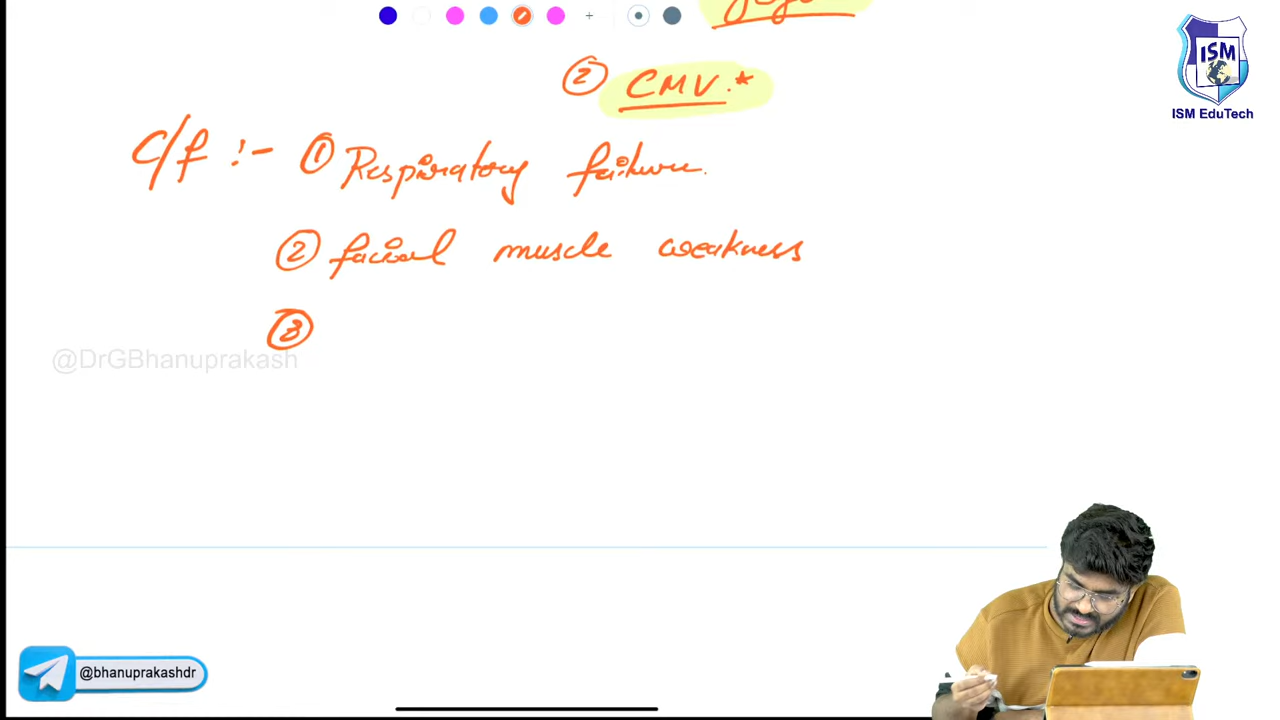 ISM
ISM EduTech
② CMV.*
C/f :- ① Respiratory failure.
② facial muscle weakness
③
@DrGBhanuprakash
@bhanuprakashdr